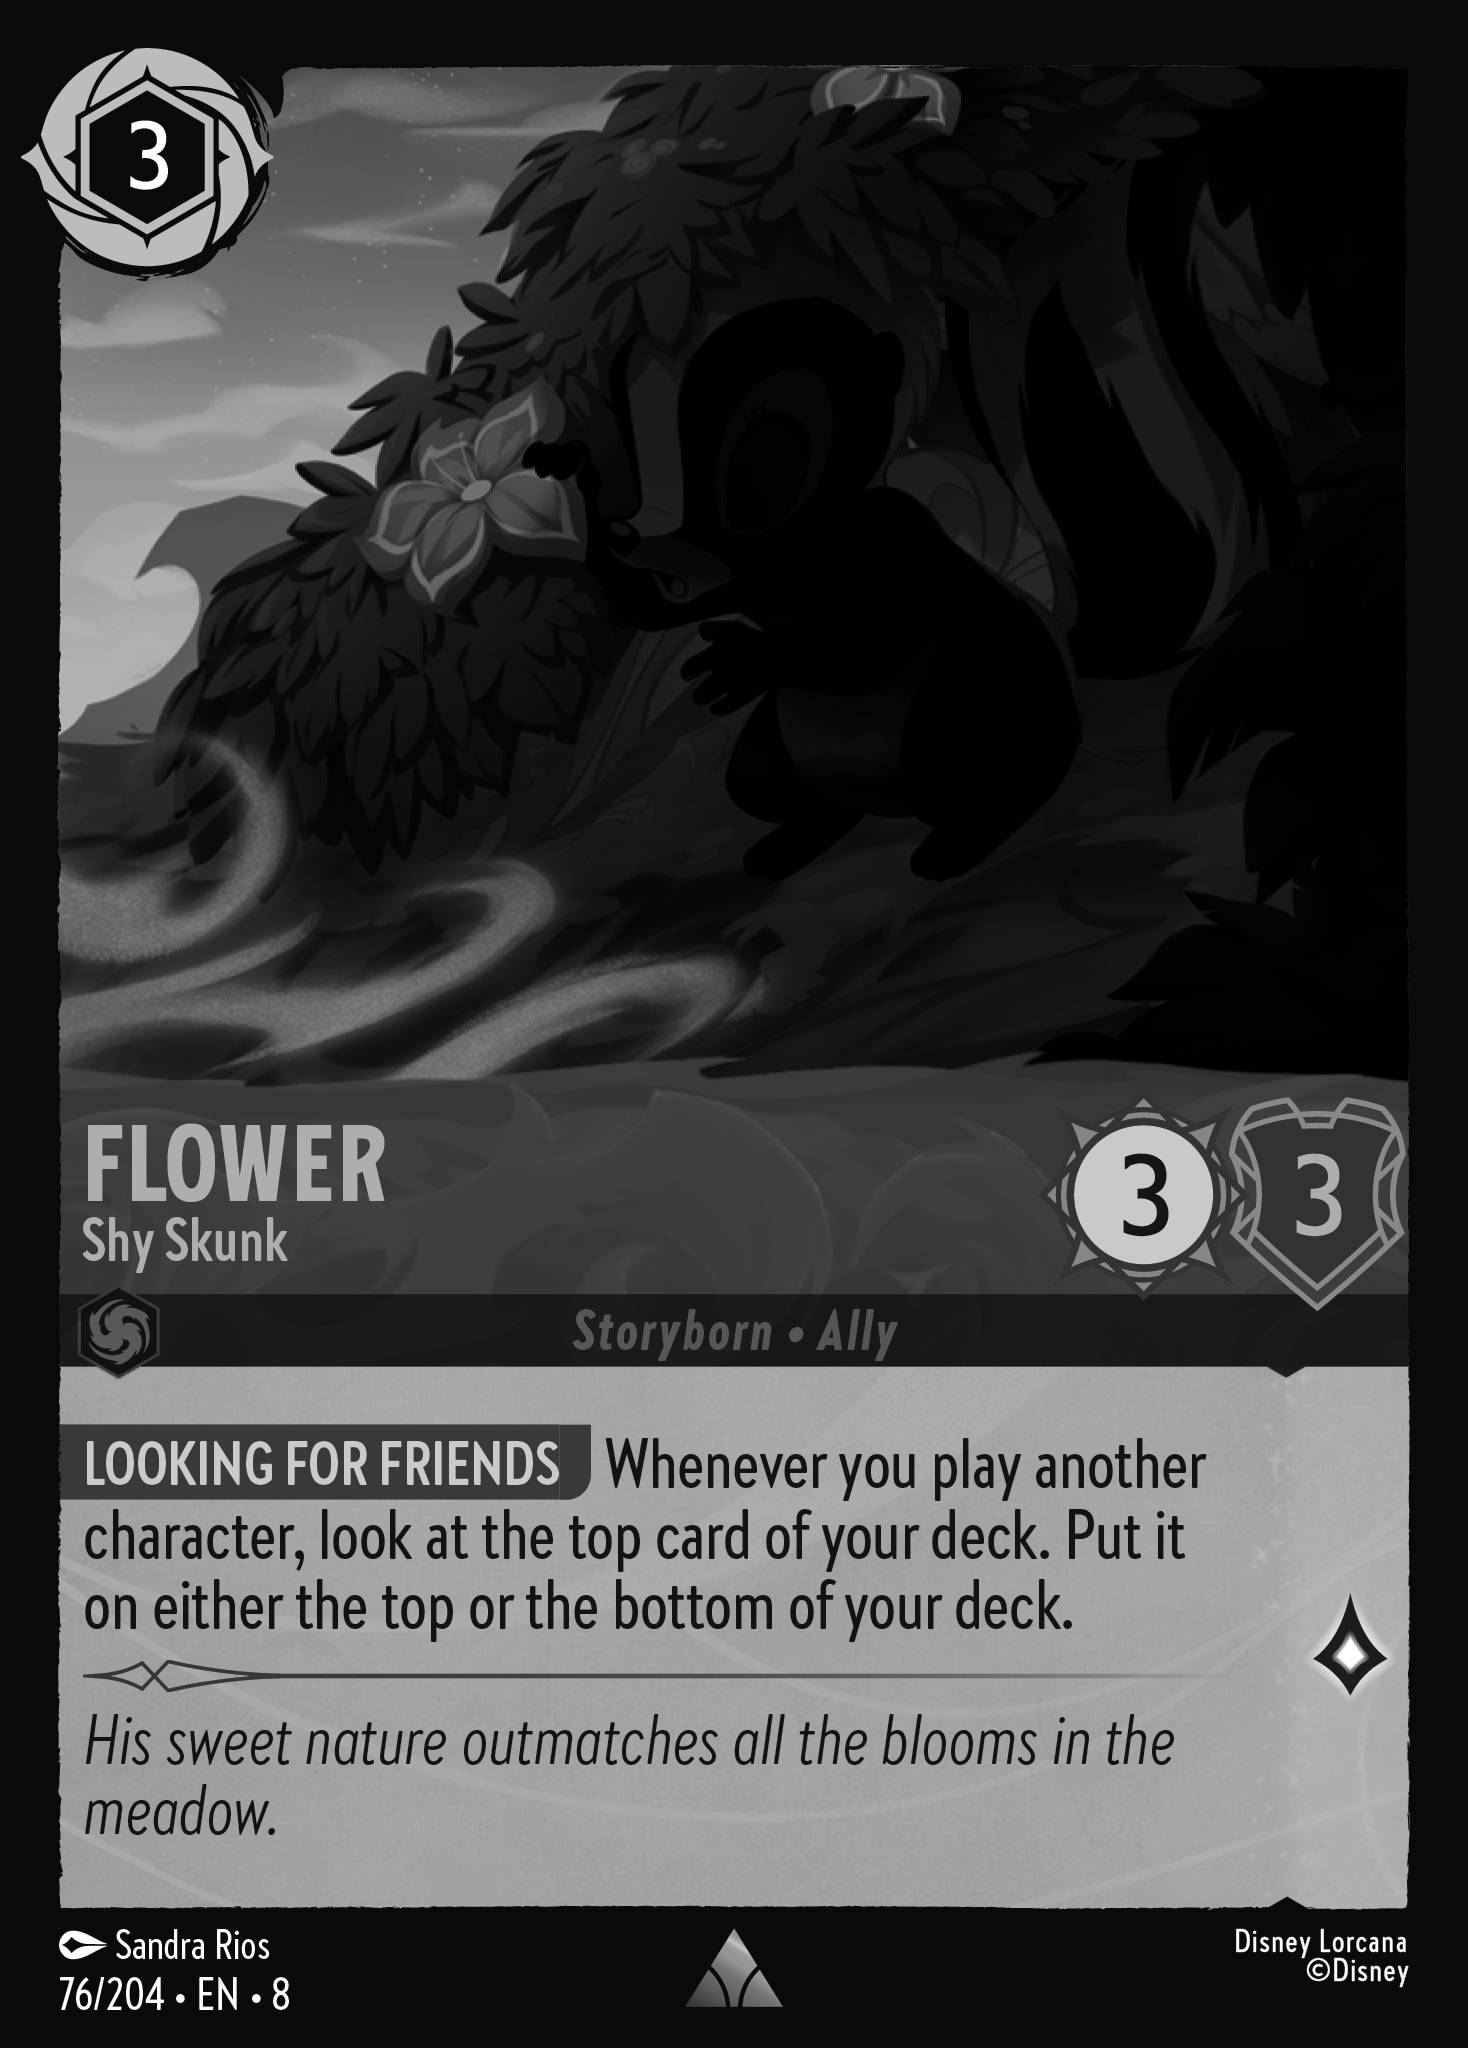 3
FLOWER
Shy Skunk
3
3
Storyborn • Ally
LOOKING FOR FRIENDS Whenever you play another
character, look at the top card of your deck. Put it
on either the top or the bottom of your deck.
His sweet nature outmatches all the blooms in the
meadow.
Sandra Rios
76/204 • EN • 8
Disney Lorcana
©Disney